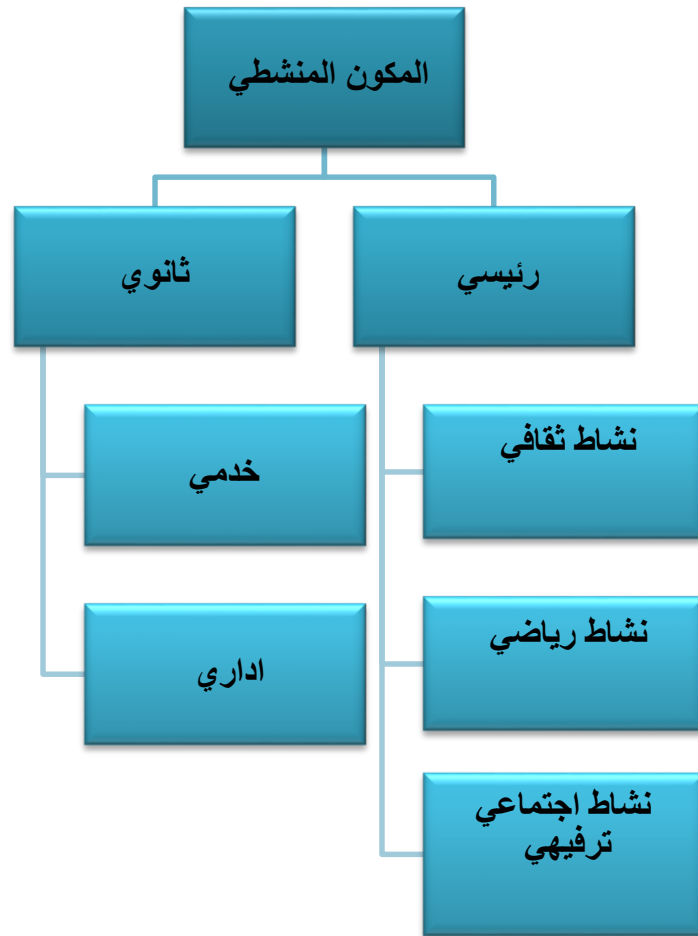 المكون المنشطي
رئيسي
ثانوي
نشاط ثقافي
خدمي
نشاط رياضي
اداري
نشاط اجتماعي
ترفيهي